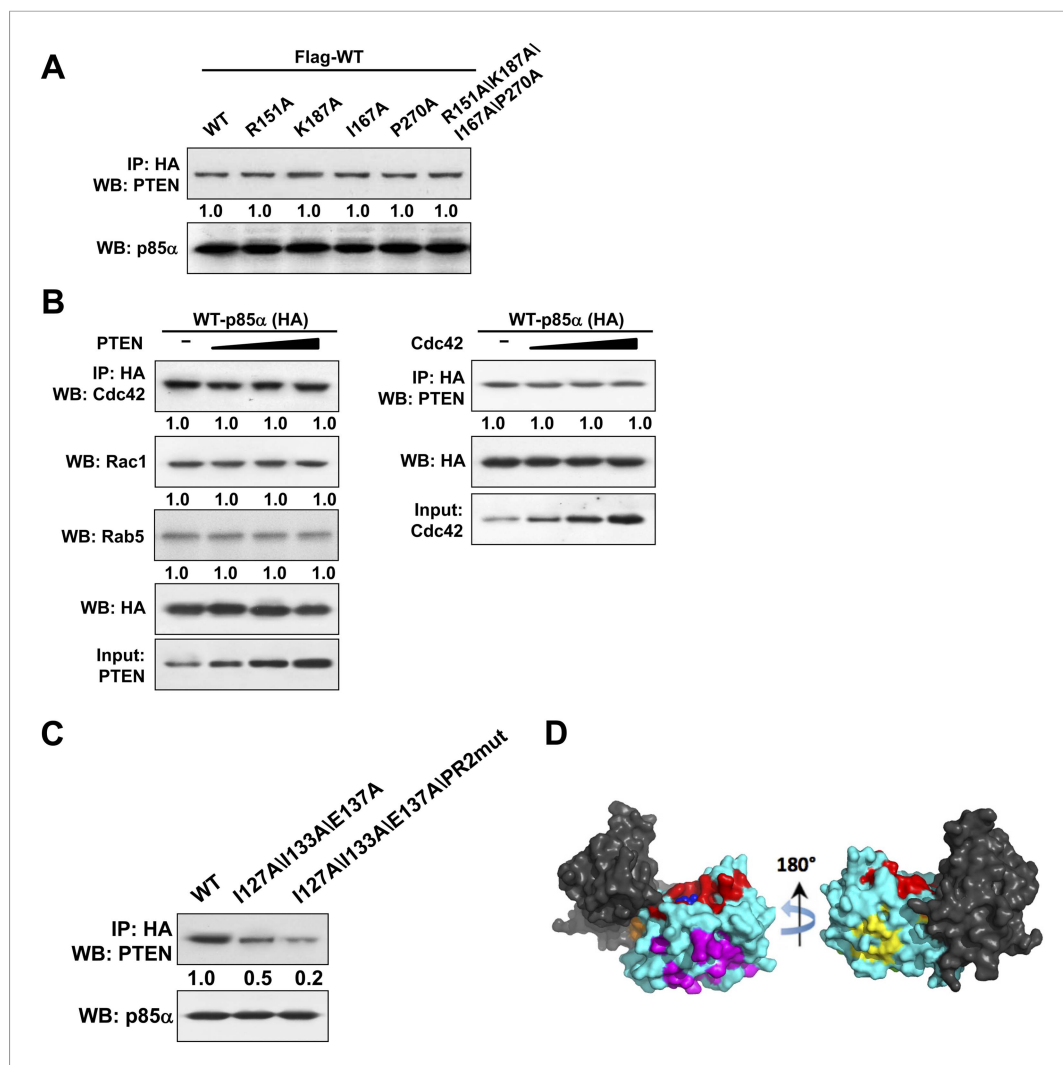 A
Flag-WT
WT
R151A
K187A
I167A
P270A
R151A\K187A\
I167A\P270A
IP: HA
WB: PTEN
1.0 1.0 1.0 1.0 1.0 1.0
WB: p85α
B
WT-p85α (HA)
PTEN –
IP: HA
WB: Cdc42
1.0 1.0 1.0 1.0
WB: Rac1
1.0 1.0 1.0 1.0
WB: Rab5
1.0 1.0 1.0 1.0
WB: HA
Input:
PTEN
WT-p85α (HA)
Cdc42 –
IP: HA
WB: PTEN
1.0 1.0 1.0 1.0
WB: HA
Input:
Cdc42
C
WT
I127A\I133A\E137A
I127A\I133A\E137A\PR2mut
IP: HA
WB: PTEN
1.0 0.5 0.2
WB: p85α
D
180°